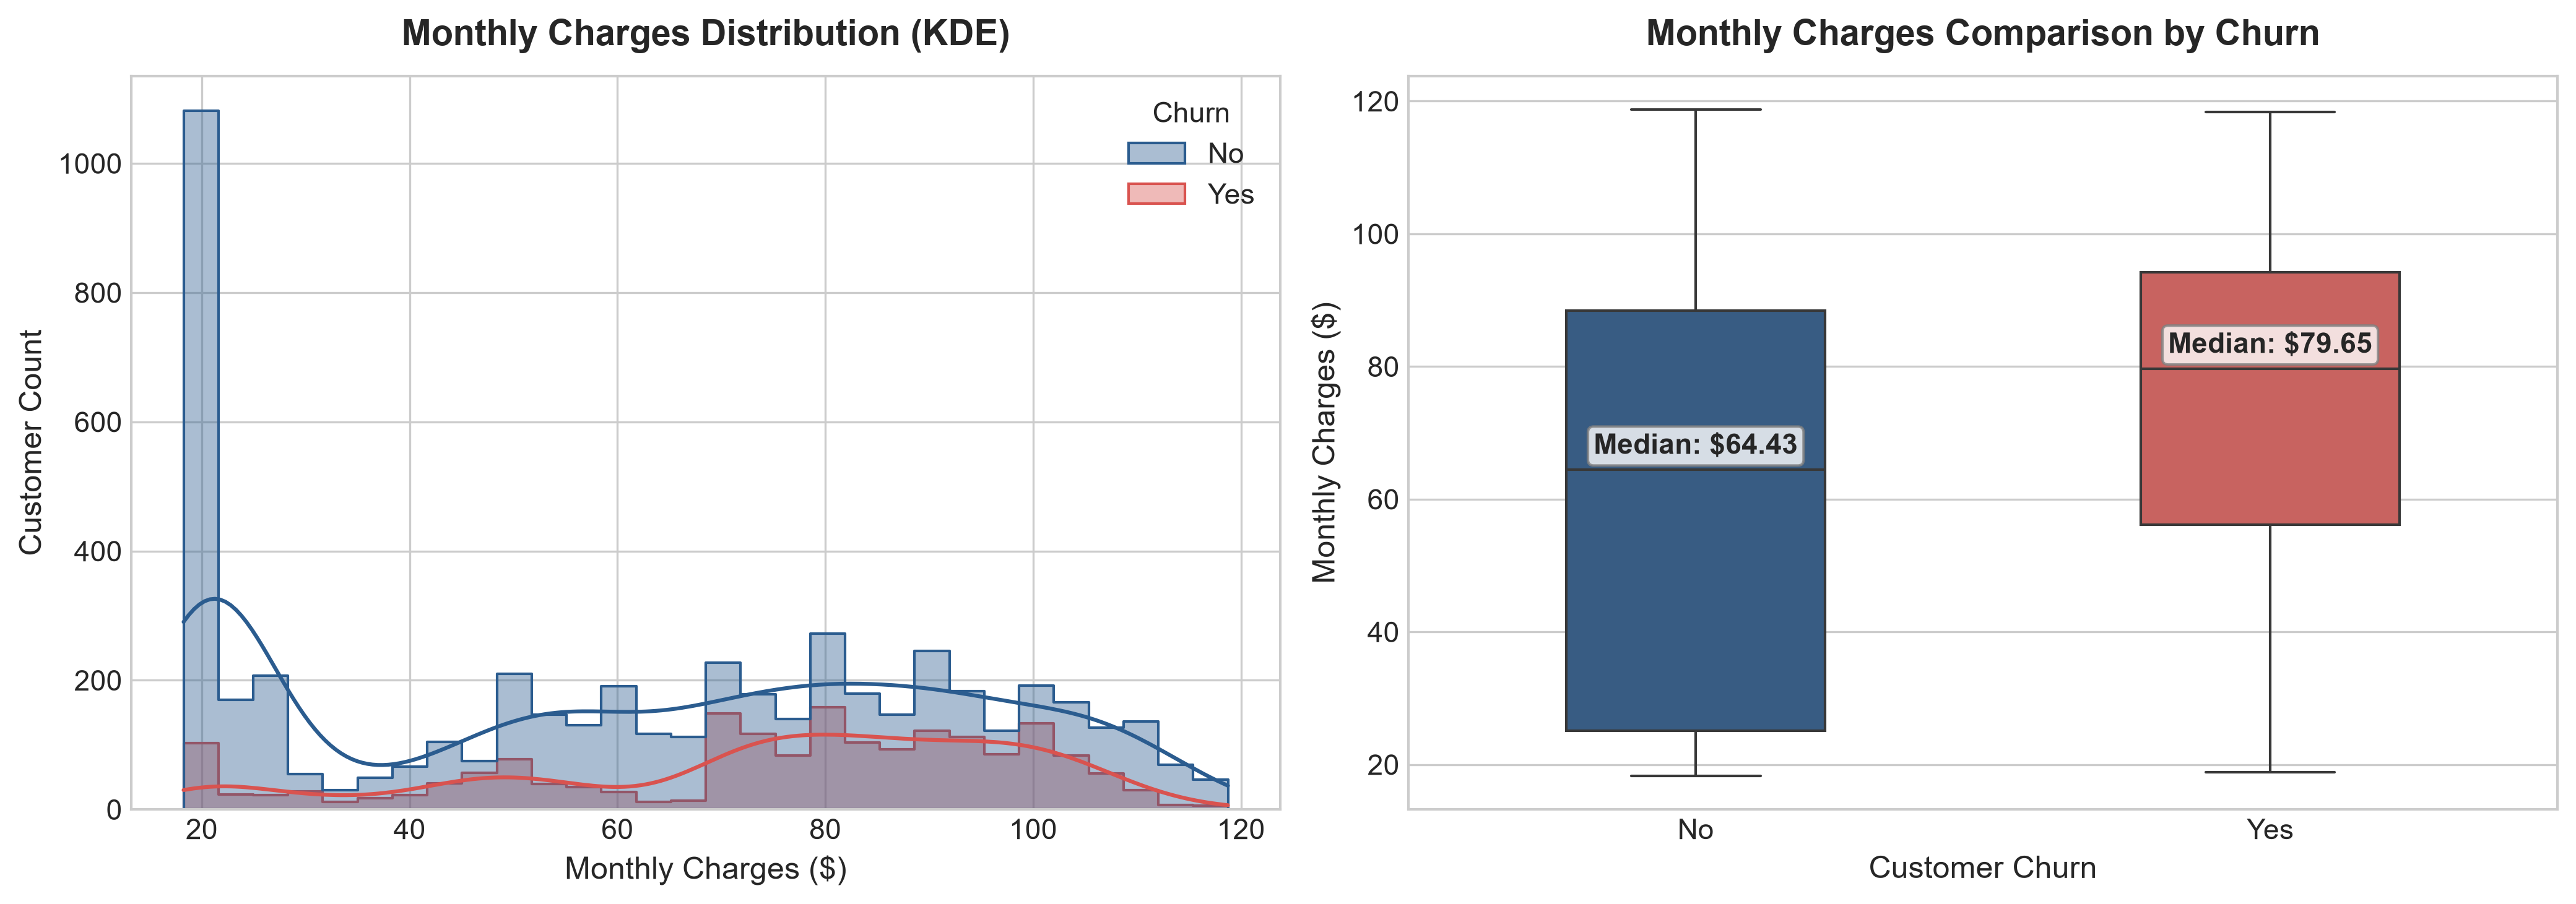 Monthly Charges Distribution (KDE)
Customer Count
1000
800
600
400
200
0
20 40 60 80 100 120
Monthly Charges ($)
Churn
No
Yes
Monthly Charges Comparison by Churn
Monthly Charges ($)
120
100
80
60
40
20
Median: $64.43
Median: $79.65
No Yes
Customer Churn